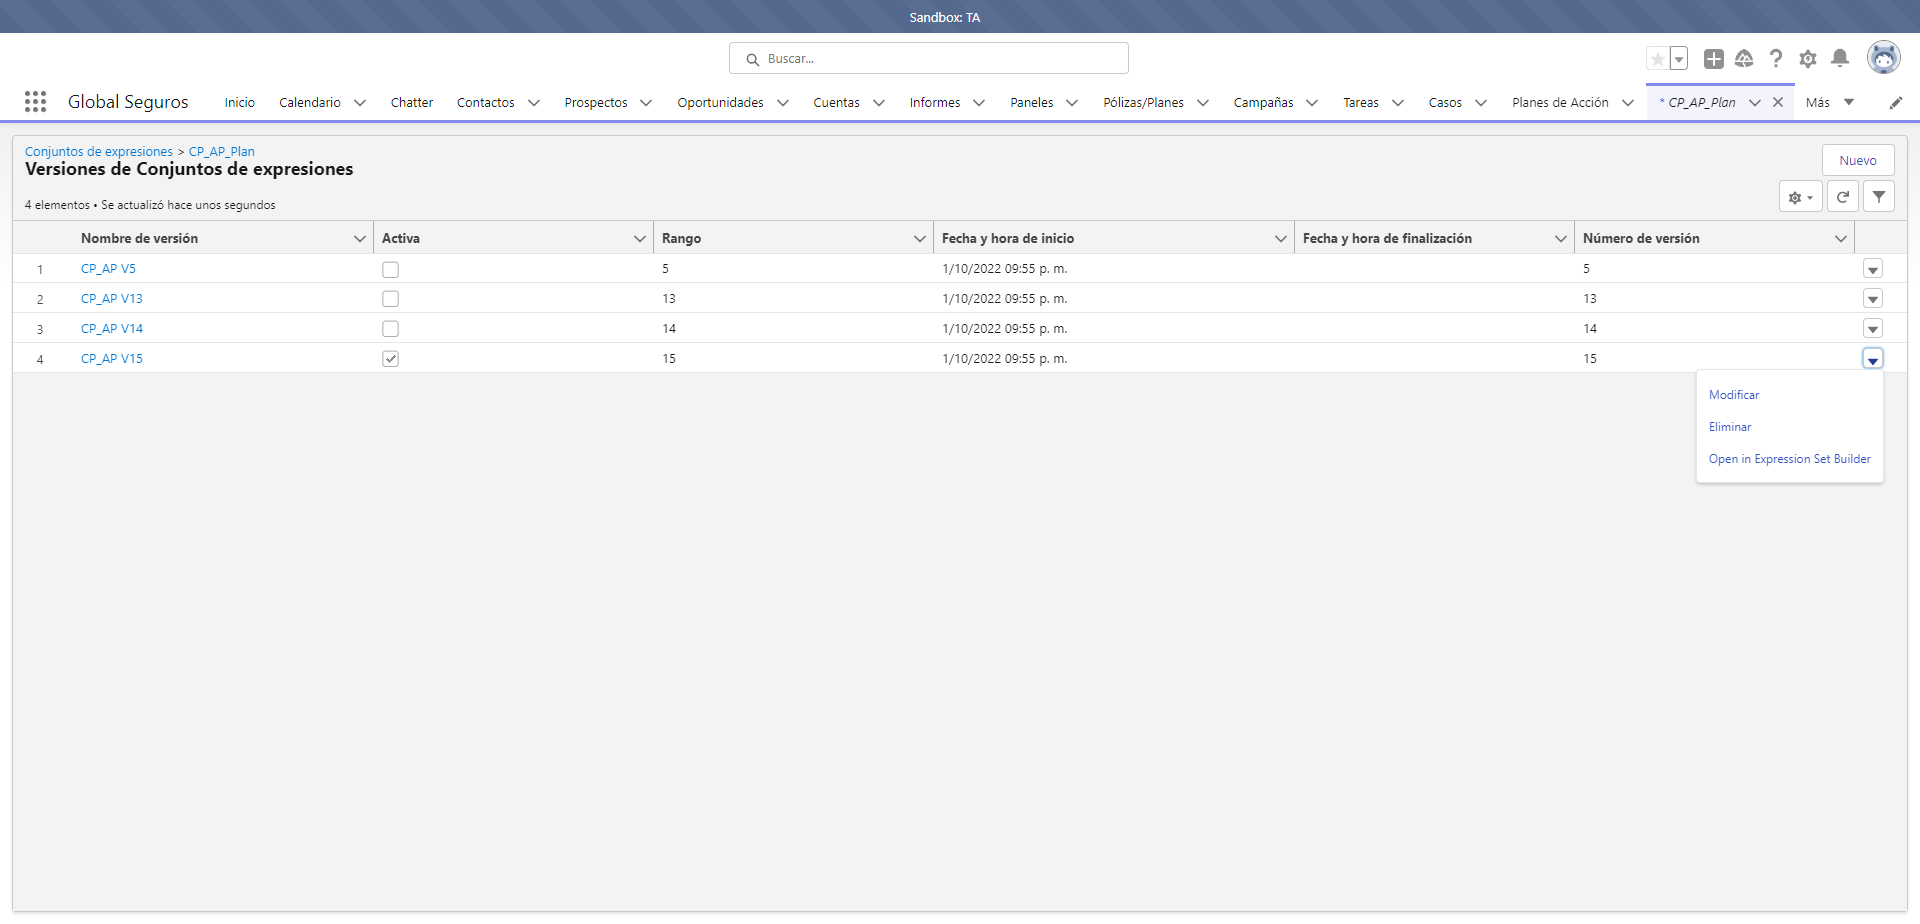 Sandbox: TA
Buscar...
Global Seguros Inicio Calendario Chatter Contactos Prospectos Oportunidades Cuentas Informes Paneles Pólizas/Planes Campañas Tareas Casos Planes de Acción * CP_AP_Plan Más
Conjuntos de expresiones > CP_AP_Plan
Versiones de Conjuntos de expresiones
Nuevo
4 elementos • Se actualizó hace unos segundos
Nombre de versión Activa Rango Fecha y hora de inicio Fecha y hora de finalización Número de versión
1 CP_AP V5 5 1/10/2022 09:55 p. m. 5
2 CP_AP V13 13 1/10/2022 09:55 p. m. 13
3 CP_AP V14 14 1/10/2022 09:55 p. m. 14
4 CP_AP V15 15 1/10/2022 09:55 p. m. 15
Modificar
Eliminar
Open in Expression Set Builder